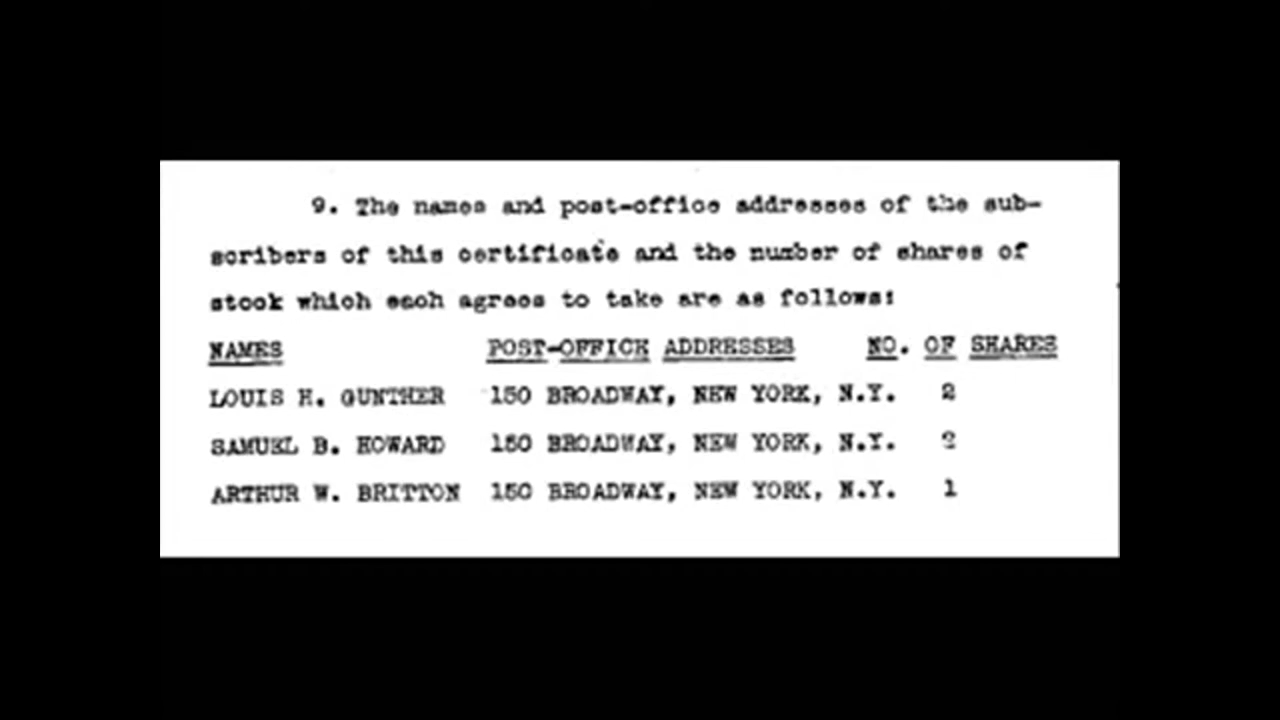 9. The names and post-office addresses of the sub-
scribers of this certificate and the number of shares of
stock which each agrees to take are as follows:
NAMES POST-OFFICE ADDRESSES NO. OF SHARES
LOUIS H. GUNTHER 150 BROADWAY, NEW YORK, N.Y. 2
SAMUEL B. HOWARD 150 BROADWAY, NEW YORK, N.Y. 2
ARTHUR W. BRITTON 150 BROADWAY, NEW YORK, N.Y. 1